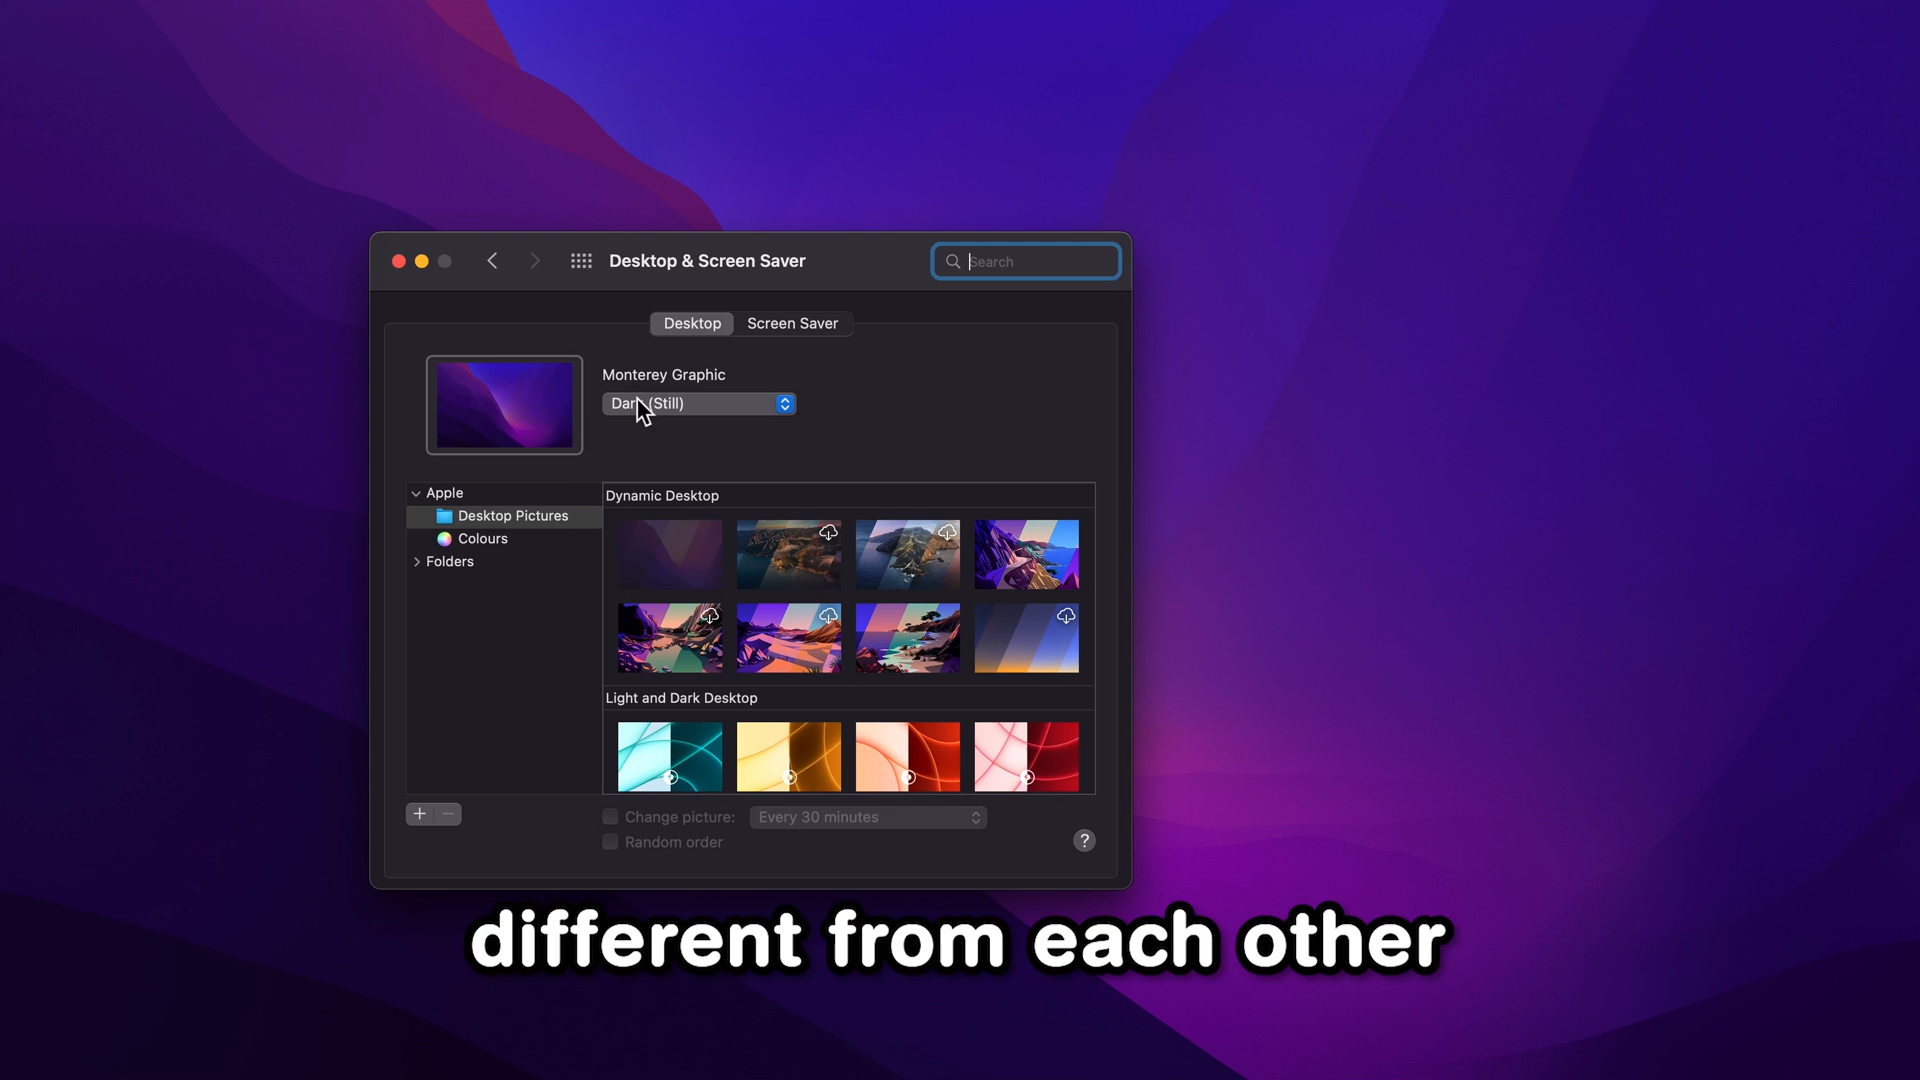 Desktop & Screen Saver
Search
Desktop
Screen Saver
Monterey Graphic
Dark (Still)
Apple
Desktop Pictures
Colours
Folders
Dynamic Desktop
Light and Dark Desktop
+ −
Change picture:
Every 30 minutes
Random order
?
different from each other